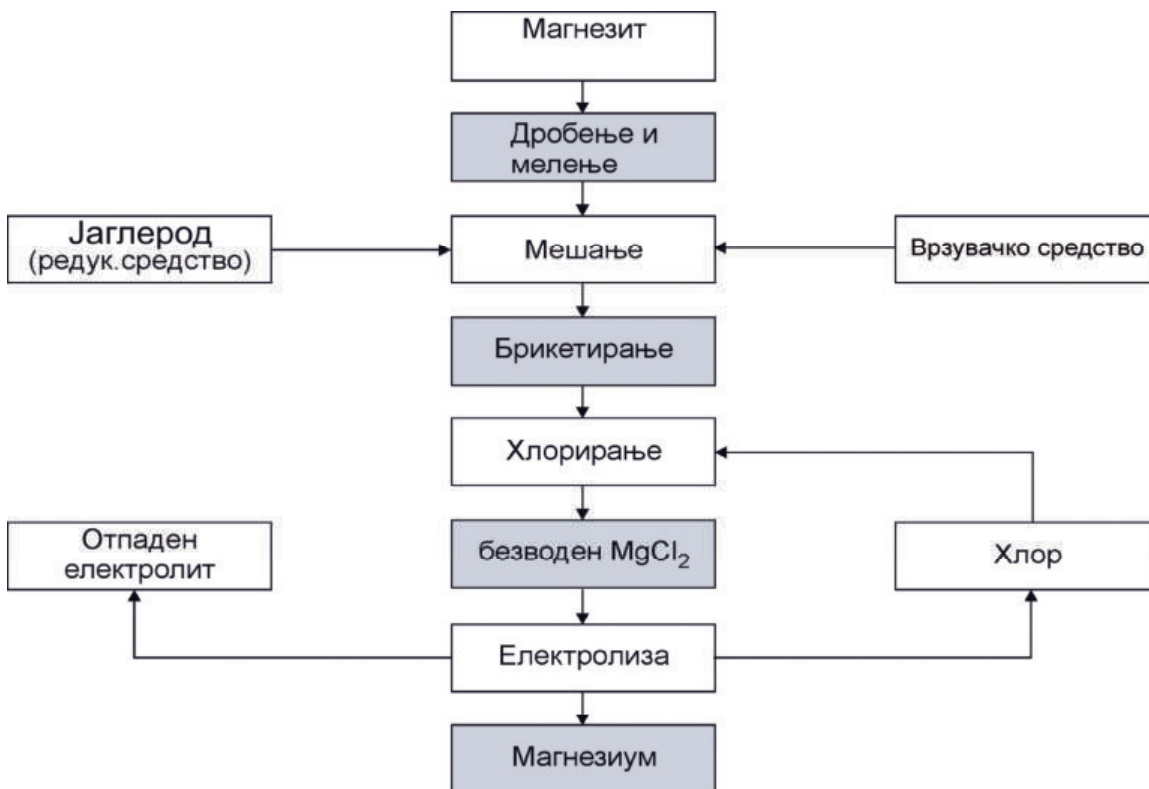 Магнезит
Дробење и
мелење
Јаглерод
(редук.средство)
Мешање
Врзувачко средство
Брикетирање
Хлорирање
Отпаден
електролит
безводен MgCl₂
Хлор
Електролиза
Магнезиум